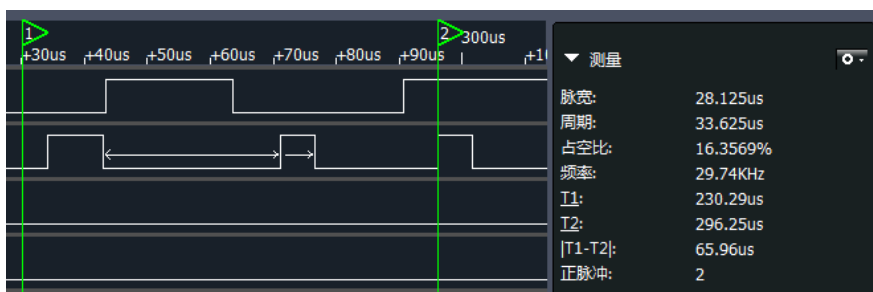 1 2 300us
+30us +40us +50us +60us +70us +80us +90us +10
测量
脉宽: 28.125us
周期: 33.625us
占空比: 16.3569%
频率: 29.74KHz
T1: 230.29us
T2: 296.25us
|T1-T2|: 65.96us
正脉冲: 2